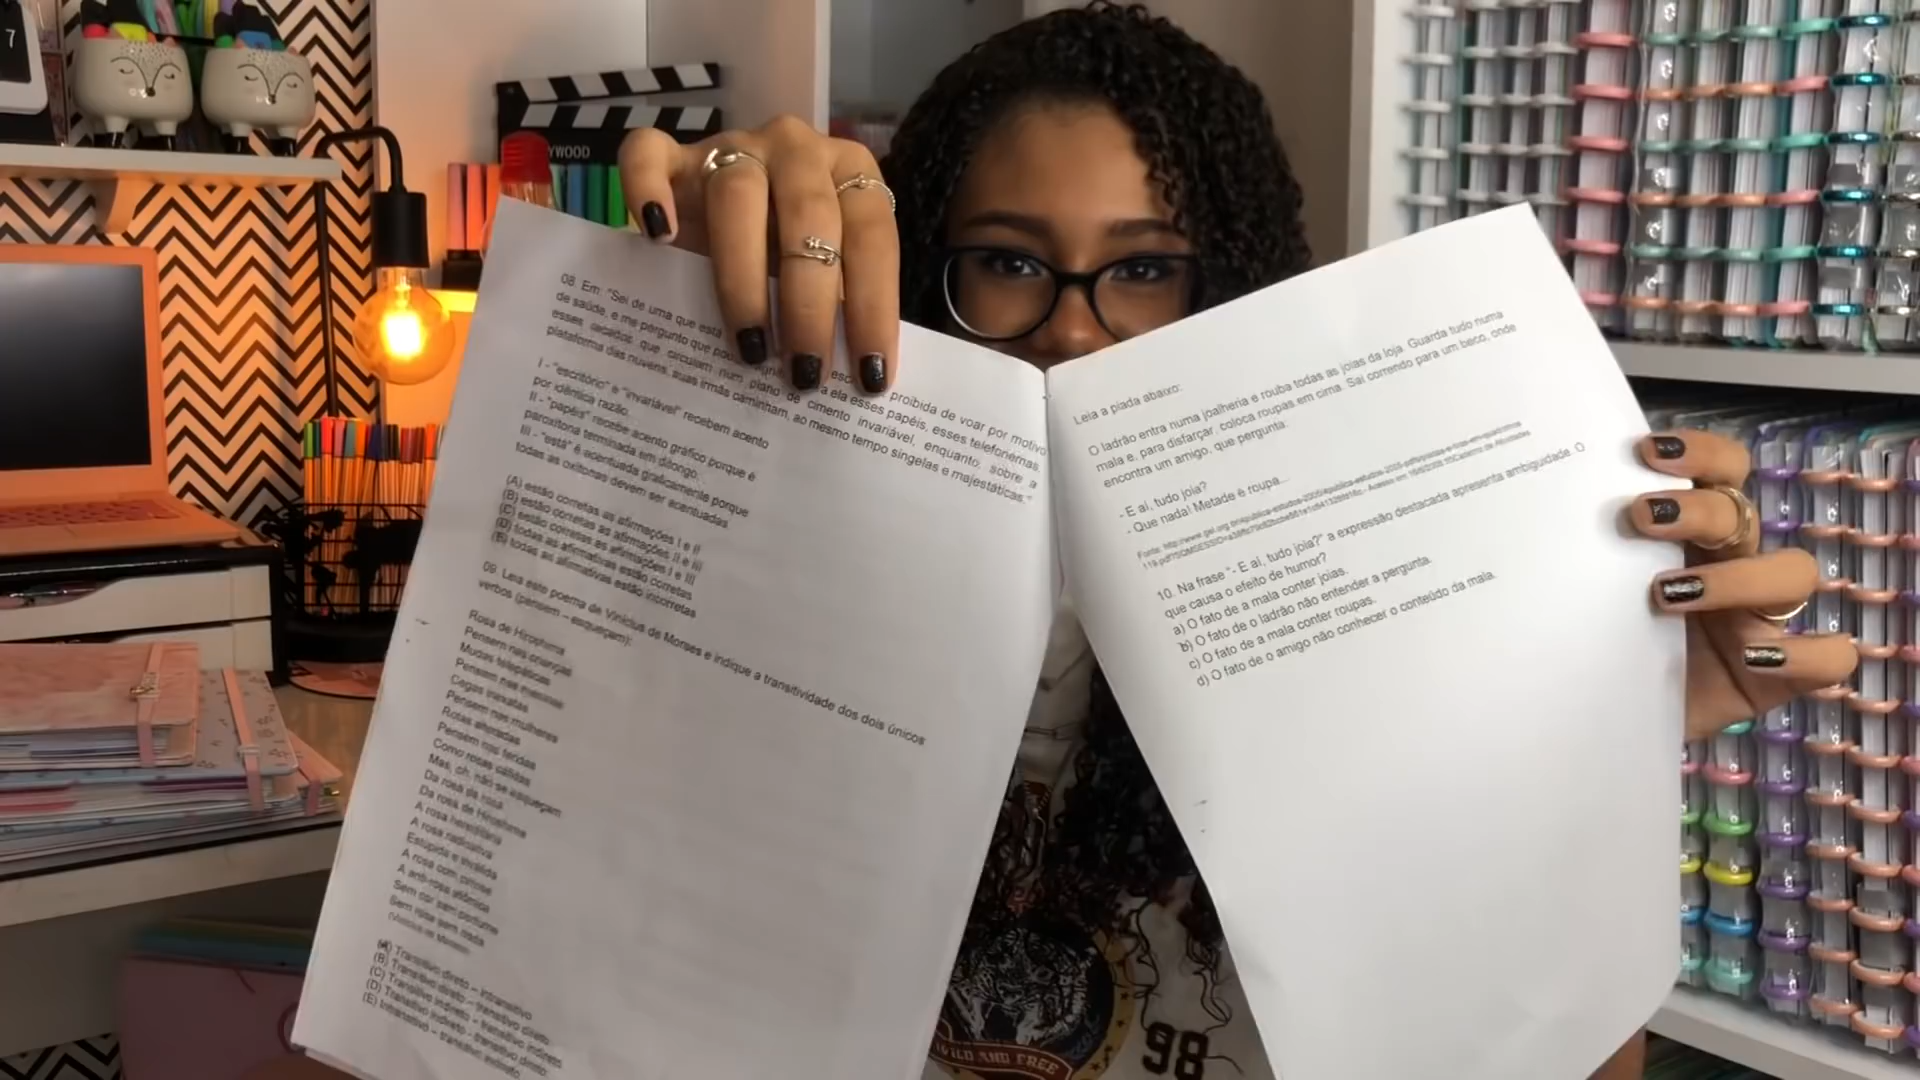 7
YWOOD
08. Em: "Sei de uma que está proibida de voar por motivo
de saúde, e me pergunto que a ela esses papéis, esses telefonemas,
esses recados que circulam num plano de cimento invariável, enquanto, sobre a
plataforma das nuvens, suas irmãs caminham, ao mesmo tempo singelas e majestáticas."
I - "escritório" e "invariável" recebem acento
por idêntica razão.
II - "papéis" recebe acento gráfico porque é
paroxítona terminada em ditongo.
III - "está" é acentuada graficamente porque
todas as oxítonas devem ser acentuadas.
(A) estão corretas as afirmações I e II
(B) estão corretas as afirmações II e III
(C) estão corretas as afirmações I e III
(D) todas as afirmativas estão corretas
(E) todas as afirmativas estão incorretas
09. Leia este poema de Vinícius de Moraes e indique a transitividade dos dois únicos
verbos (pensem – esqueçam):
Rosa de Hiroshima
Pensem nas crianças
Mudas telepáticas
Pensem nas meninas
Cegas inexatas
Pensem nas mulheres
Rotas alteradas
Pensem nas feridas
Como rosas cálidas
Mas, oh, não se esqueçam
Da rosa da rosa
Da rosa de Hiroshima
A rosa hereditária
A rosa radioativa
Estúpida e inválida
A rosa com cirrose
A anti-rosa atômica
Sem cor sem perfume
Sem rosa sem nada
(Vinícius de Moraes)
(A) Transitivo direto – intransitivo
(B) Transitivo direto – transitivo direto
(C) Transitivo indireto – transitivo indireto
(D) Transitivo indireto - transitivo direto
(E) Intransitivo – transitivo indireto
Leia a piada abaixo:
O ladrão entra numa joalheria e rouba todas as joias da loja. Guarda tudo numa
mala e, para disfarçar, coloca roupas em cima. Sai correndo para um beco, onde
encontra um amigo, que pergunta:
- E aí, tudo joia?
- Que nada! Metade é roupa...
Fonte:
10. Na frase "- E aí, tudo joia?" a expressão destacada apresenta ambiguidade. O
que causa o efeito de humor?
a) O fato de a mala conter joias.
b) O fato de o ladrão não entender a pergunta.
c) O fato de a mala conter roupas.
d) O fato de o amigo não conhecer o conteúdo da mala.
WILD AND FREE
98